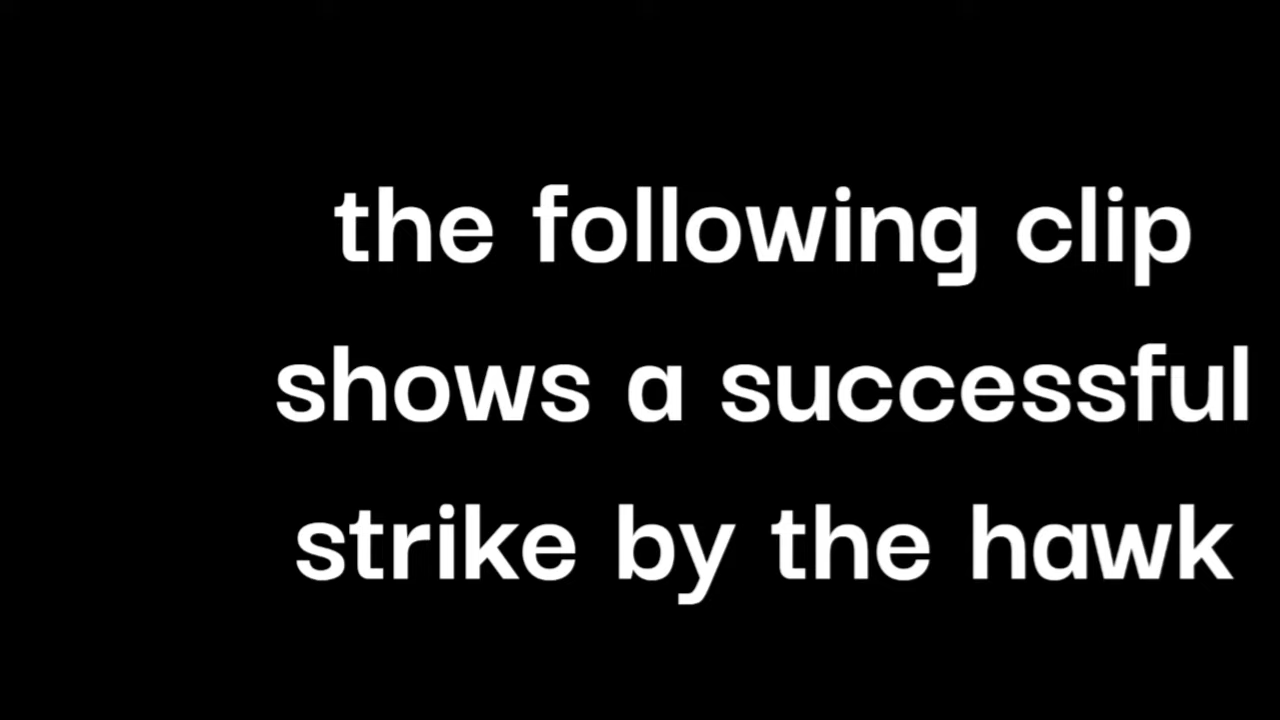 the following clip
shows a successful
strike by the hawk